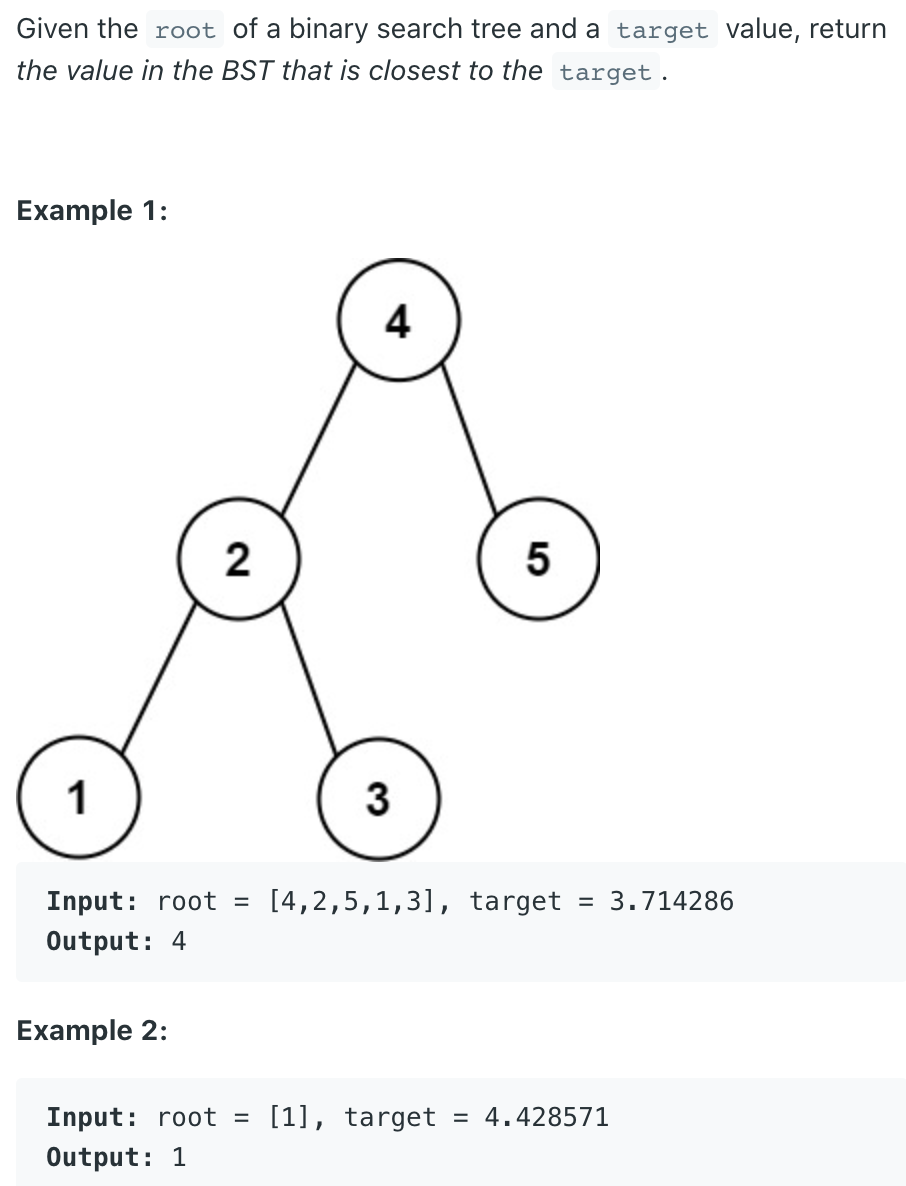 Given the root of a binary search tree and a target value, return
the value in the BST that is closest to the target.
Example 1:
4
2
5
1
3
Input: root = [4,2,5,1,3], target = 3.714286
Output: 4
Example 2:
Input: root = [1], target = 4.428571
Output: 1